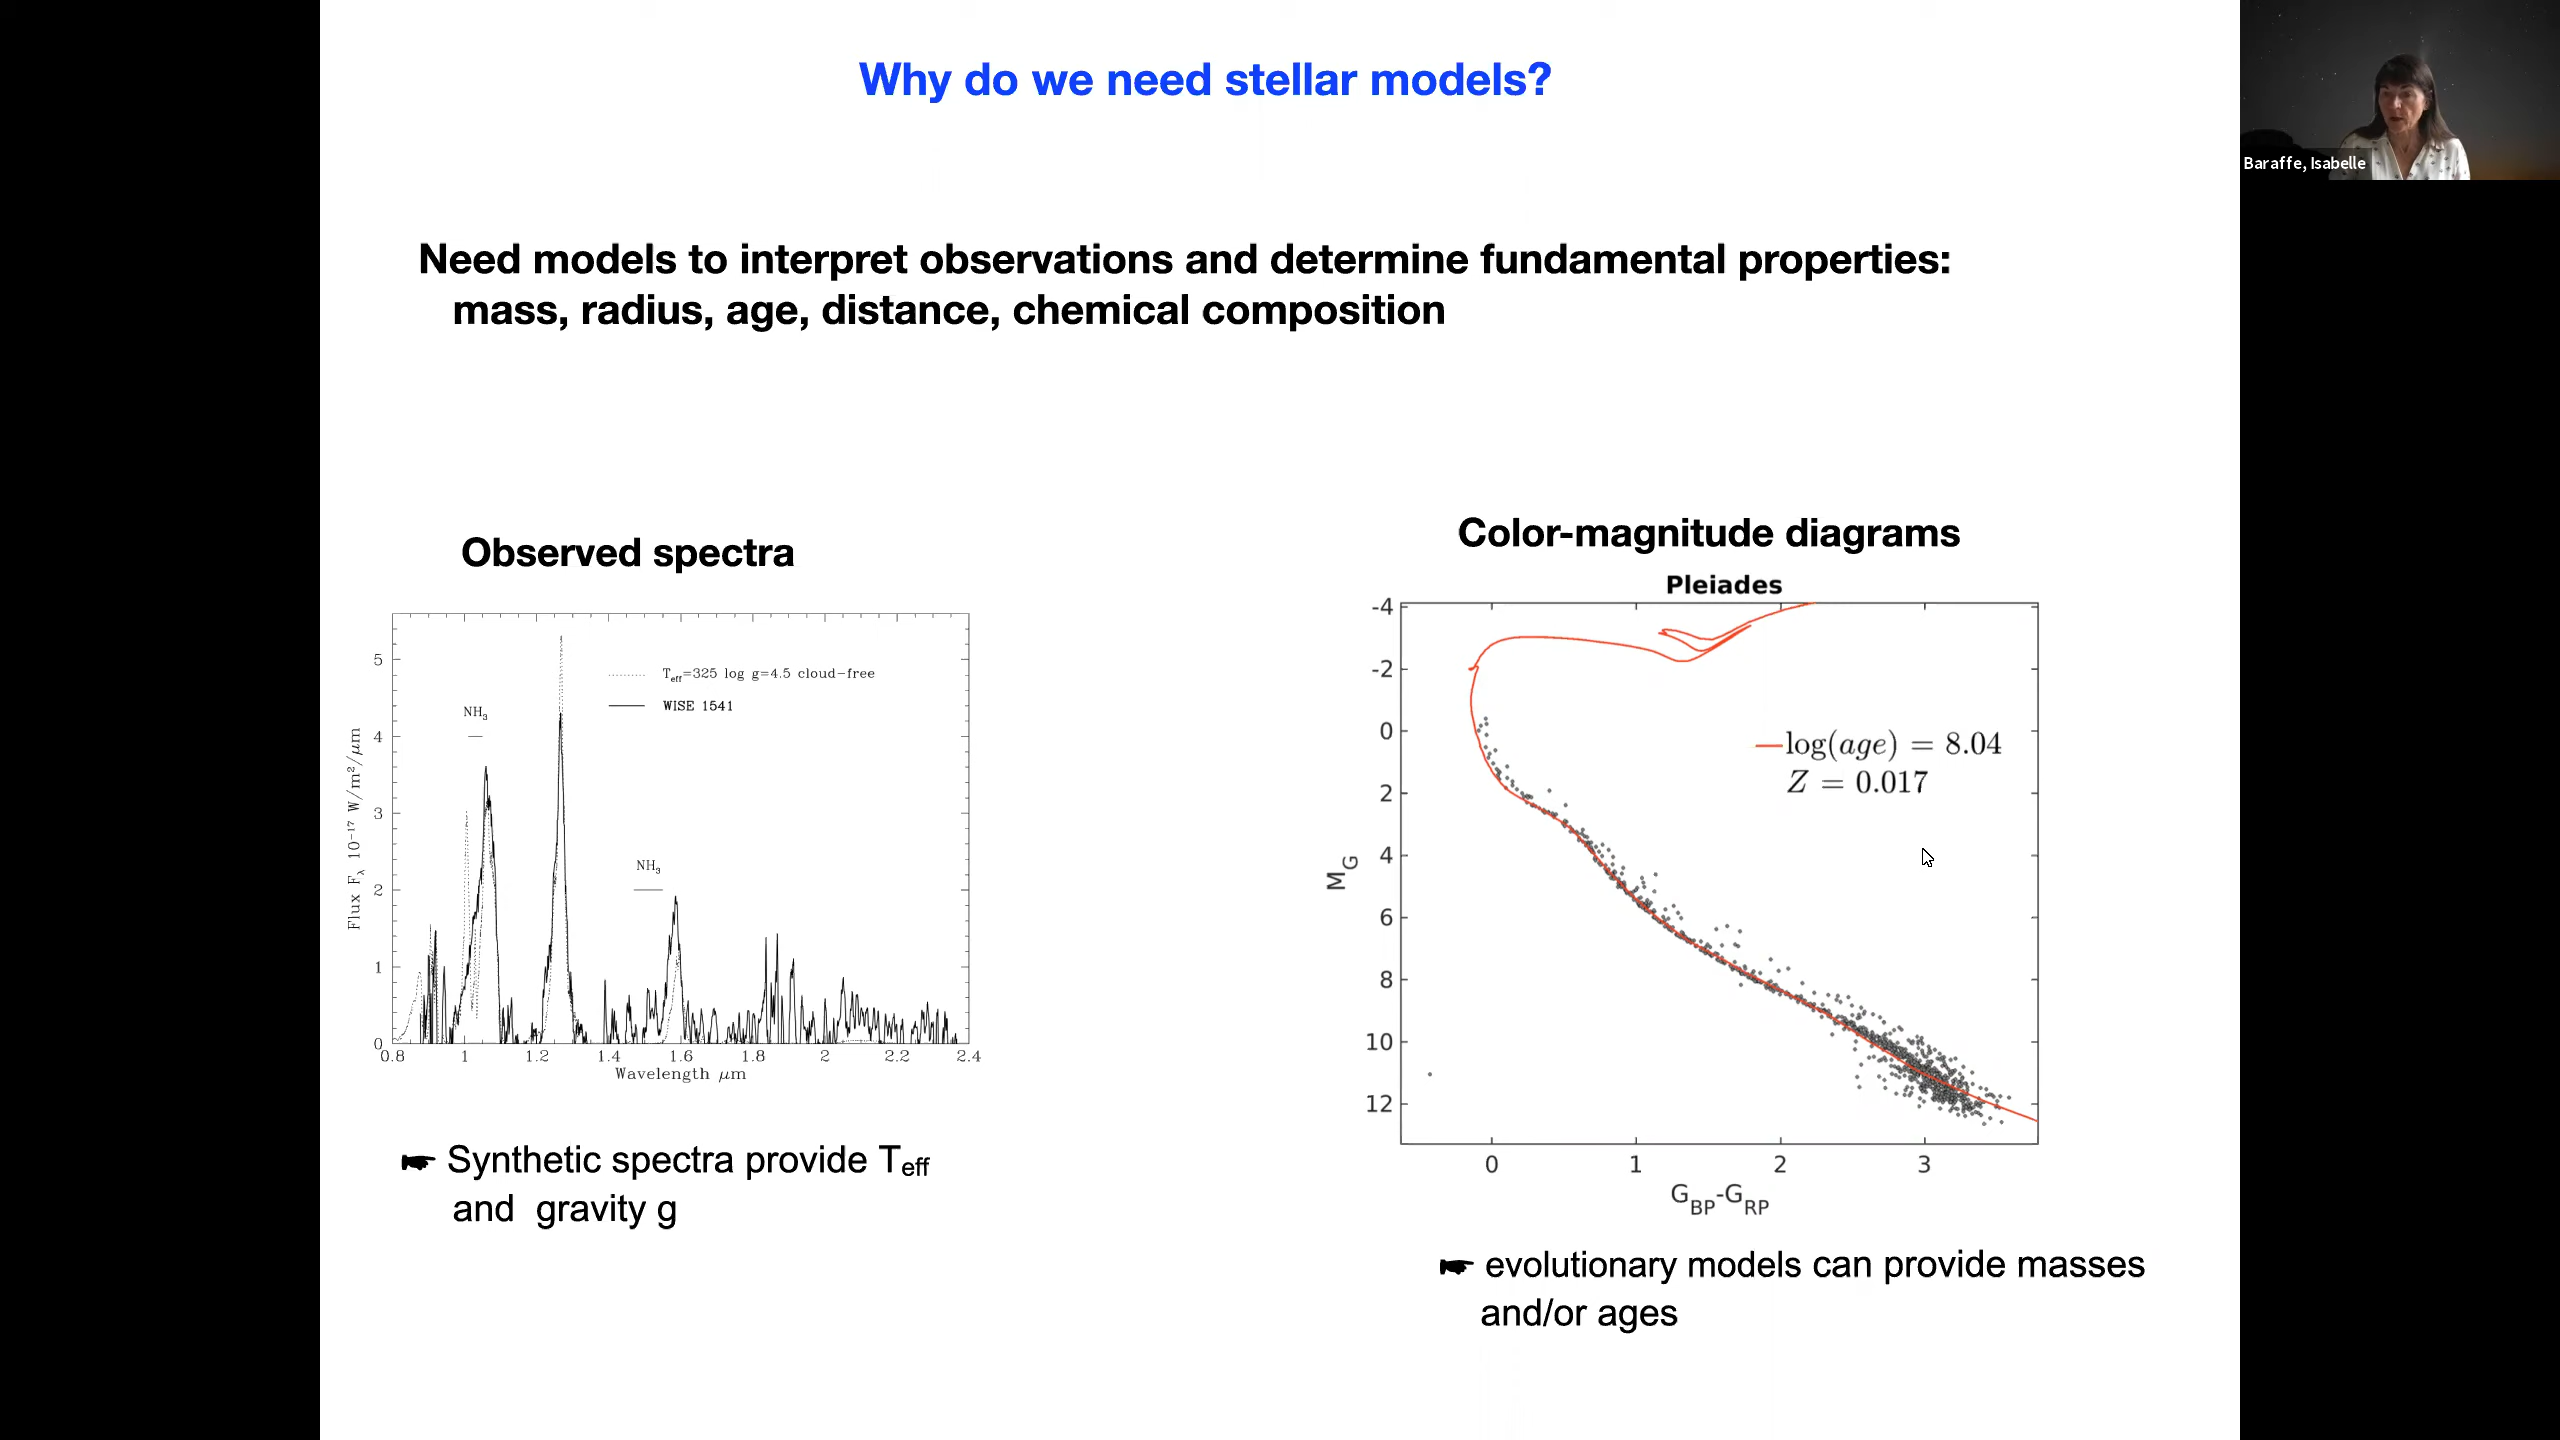 Why do we need stellar models?
Baraffe, Isabelle
Need models to interpret observations and determine fundamental properties:
mass, radius, age, distance, chemical composition
Observed spectra
5
4
3
2
1
0
Flux Fλ 10⁻¹⁷ W/m²/μm
Teff=325 log g=4.5 cloud-free
WISE 1541
NH₃
NH₃
0.8 1 1.2 1.4 1.6 1.8 2 2.2 2.4
Wavelength μm
☛ Synthetic spectra provide Teff
and gravity g
Color-magnitude diagrams
Pleiades
-4
-2
0
2
4
6
8
10
12
M_G
log(age) = 8.04
Z = 0.017
0 1 2 3
G_BP-G_RP
☛ evolutionary models can provide masses
and/or ages